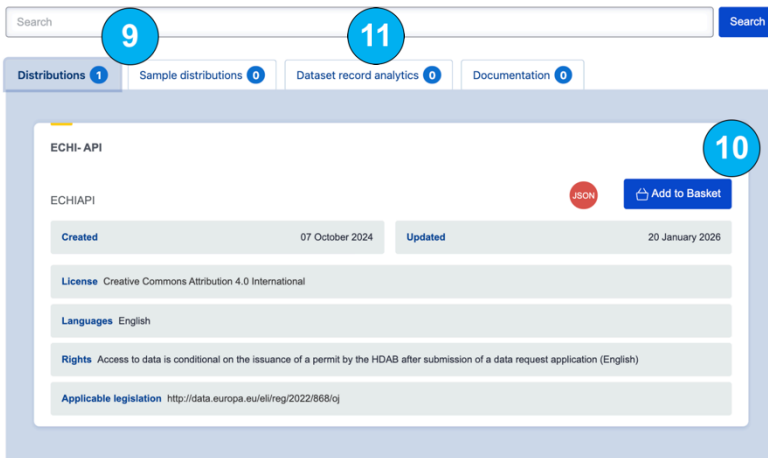 Search
Search
9
11
Distributions 1
Sample distributions 0
Dataset record analytics 0
Documentation 0
10
ECHI- API
ECHIAPI
JSON
Add to Basket
Created 07 October 2024
Updated 20 January 2026
License Creative Commons Attribution 4.0 International
Languages English
Rights Access to data is conditional on the issuance of a permit by the HDAB after submission of a data request application (English)
Applicable legislation http://data.europa.eu/eli/reg/2022/868/oj